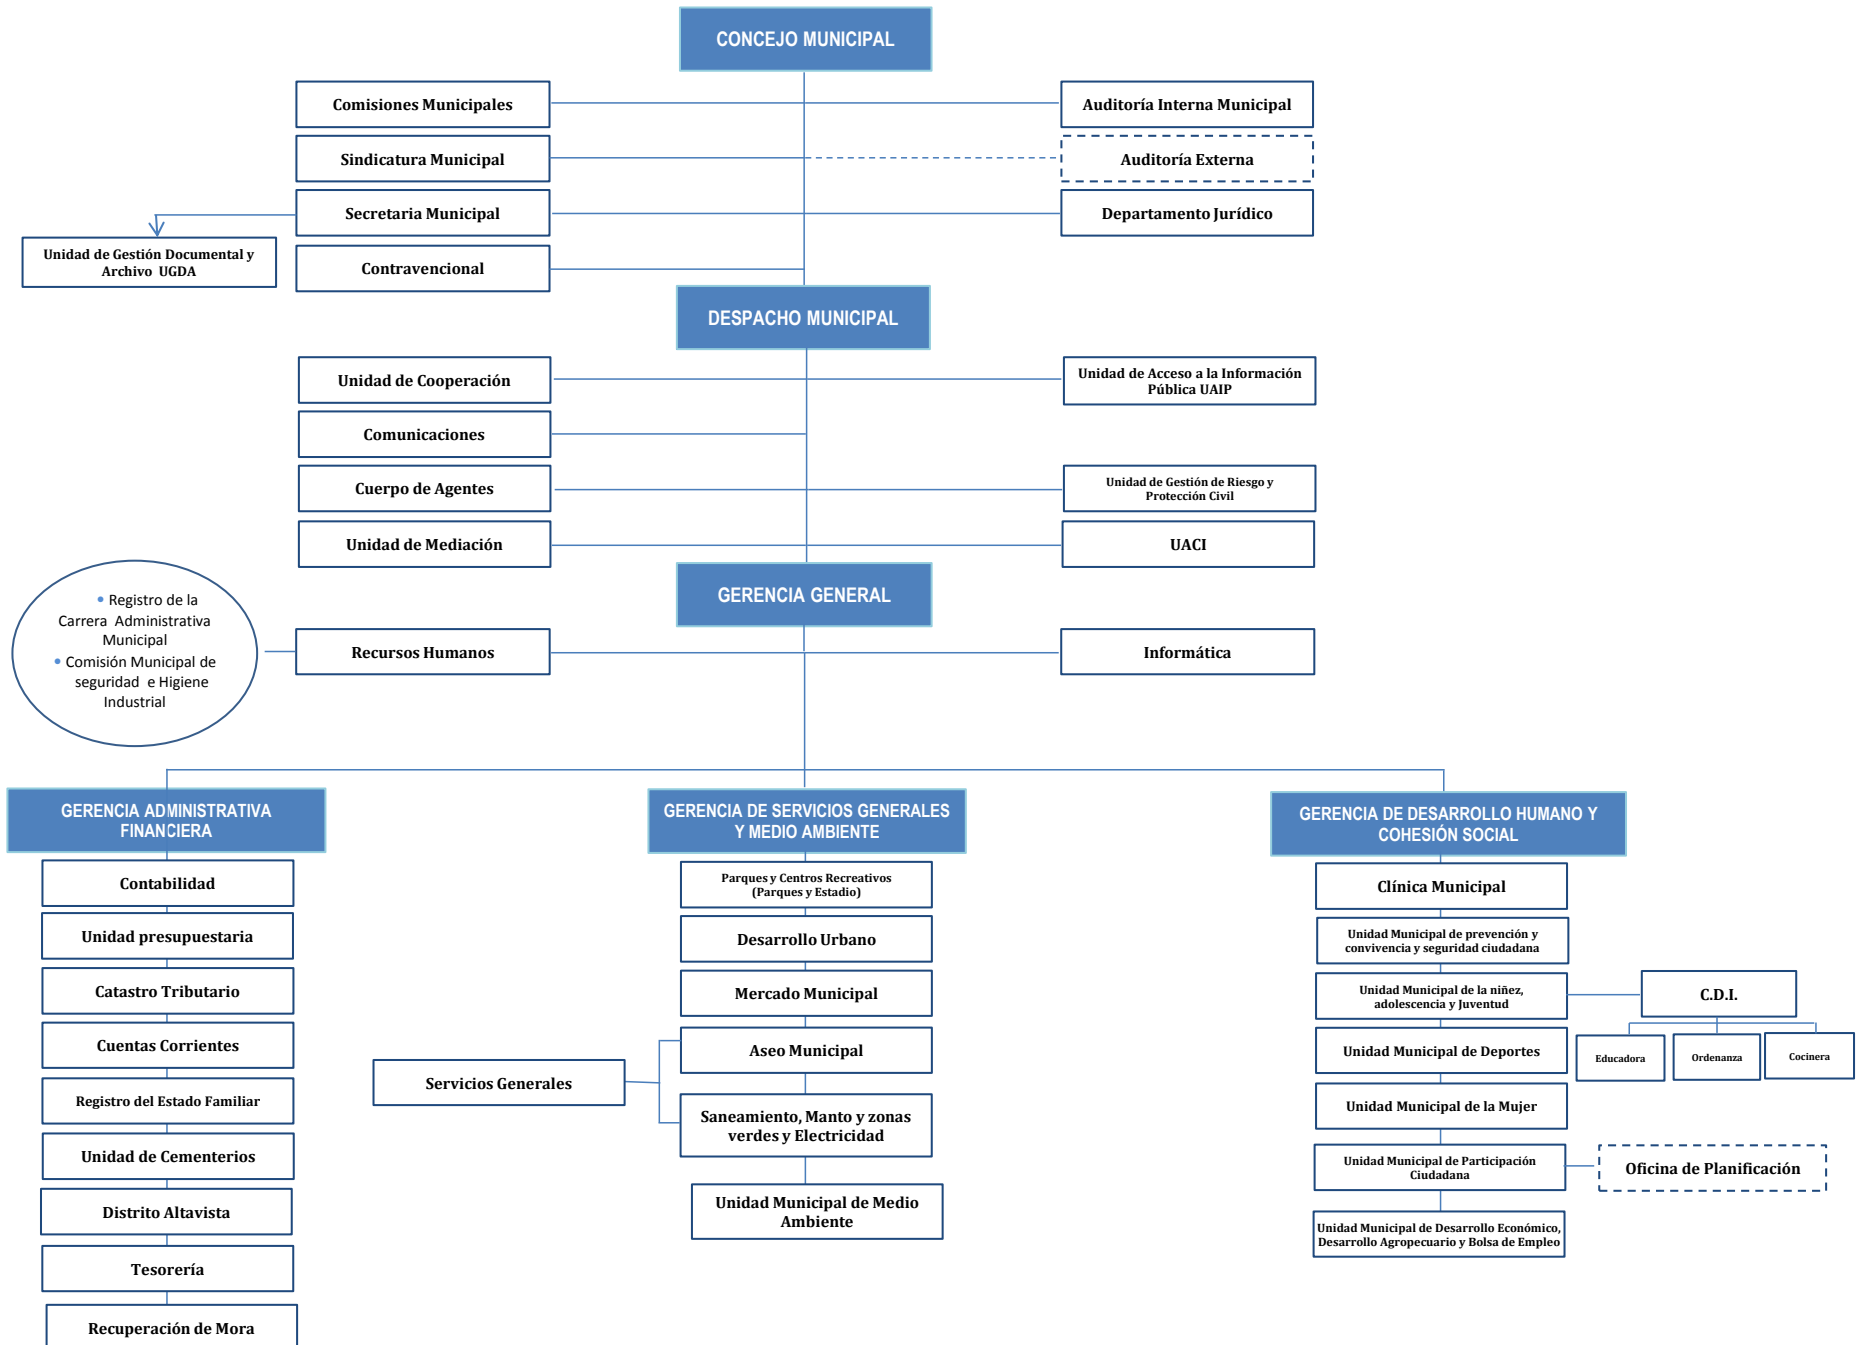 CONCEJO MUNICIPAL
Comisiones Municipales
Auditoría Interna Municipal
Sindicatura Municipal
Auditoría Externa
Secretaria Municipal
Departamento Jurídico
Unidad de Gestión Documental y
Archivo UGDA
Contravencional
DESPACHO MUNICIPAL
Unidad de Cooperación
Unidad de Acceso a la Información
Pública UAIP
Comunicaciones
Cuerpo de Agentes
Unidad de Gestión de Riesgo y
Protección Civil
Unidad de Mediación
UACI
GERENCIA GENERAL
• Registro de la
Carrera Administrativa
Municipal
• Comisión Municipal de
seguridad e Higiene
Industrial
Recursos Humanos
Informática
GERENCIA ADMINISTRATIVA
FINANCIERA
Contabilidad
Unidad presupuestaria
Catastro Tributario
Cuentas Corrientes
Registro del Estado Familiar
Unidad de Cementerios
Distrito Altavista
Tesorería
Recuperación de Mora
GERENCIA DE SERVICIOS GENERALES
Y MEDIO AMBIENTE
Parques y Centros Recreativos
(Parques y Estadio)
Desarrollo Urbano
Mercado Municipal
Aseo Municipal
Servicios Generales
Saneamiento, Manto y zonas
verdes y Electricidad
Unidad Municipal de Medio
Ambiente
GERENCIA DE DESARROLLO HUMANO Y
COHESIÓN SOCIAL
Clínica Municipal
Unidad Municipal de prevención y
convivencia y seguridad ciudadana
Unidad Municipal de la niñez,
adolescencia y Juventud
C.D.I.
Educadora
Ordenanza
Cocinera
Unidad Municipal de Deportes
Unidad Municipal de la Mujer
Unidad Municipal de Participación
Ciudadana
Oficina de Planificación
Unidad Municipal de Desarrollo Económico,
Desarrollo Agropecuario y Bolsa de Empleo